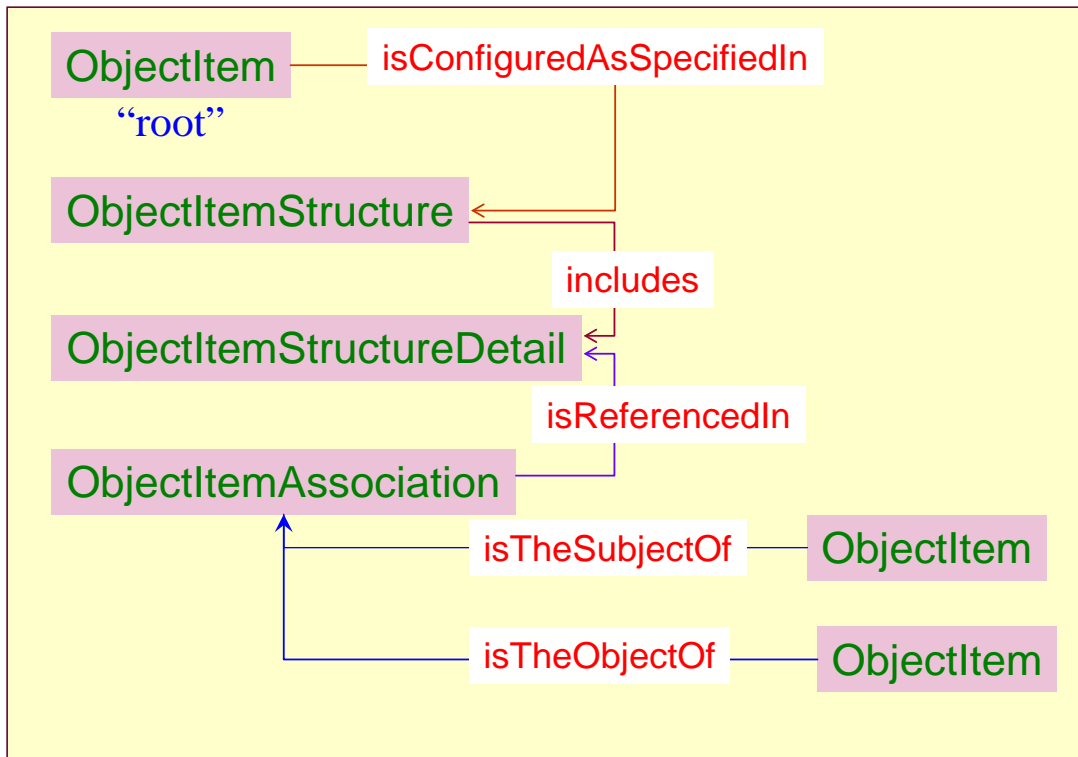 ObjectItem
isConfiguredAsSpecifiedIn
“root”
ObjectItemStructure
includes
ObjectItemStructureDetail
isReferencedIn
ObjectItemAssociation
isTheSubjectOf
ObjectItem
isTheObjectOf
ObjectItem